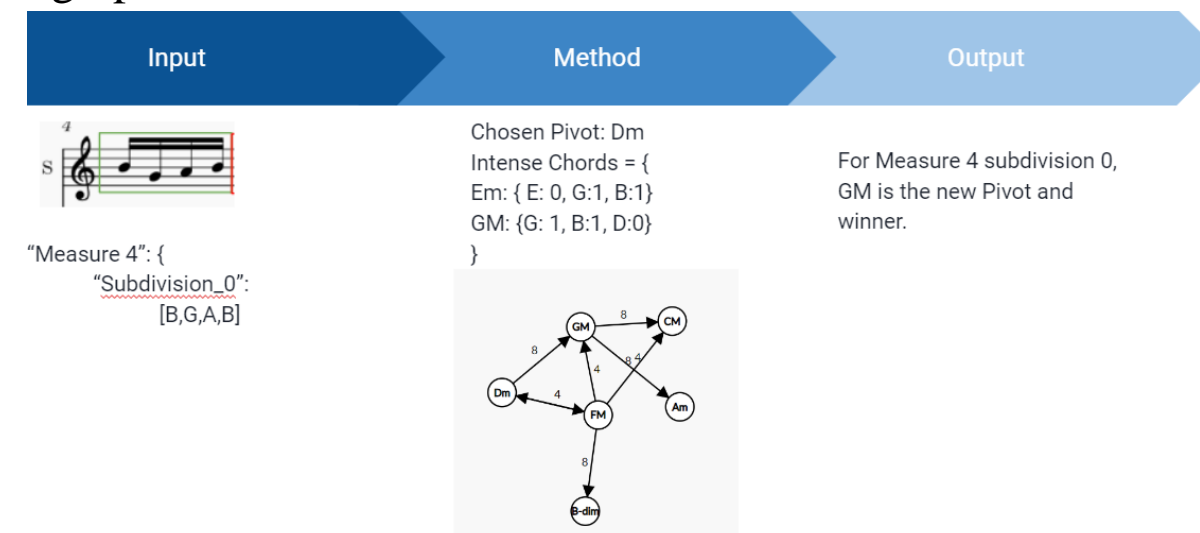 Input
Method
Output
4
S
"Measure 4": {
"Subdivision_0":
[B,G,A,B]
Chosen Pivot: Dm
Intense Chords = {
Em: { E: 0, G:1, B:1}
GM: {G: 1, B:1, D:0}
}
GM
8
CM
8
8
4
4
Dm
4
FM
Am
8
B-dim
For Measure 4 subdivision 0,
GM is the new Pivot and
winner.